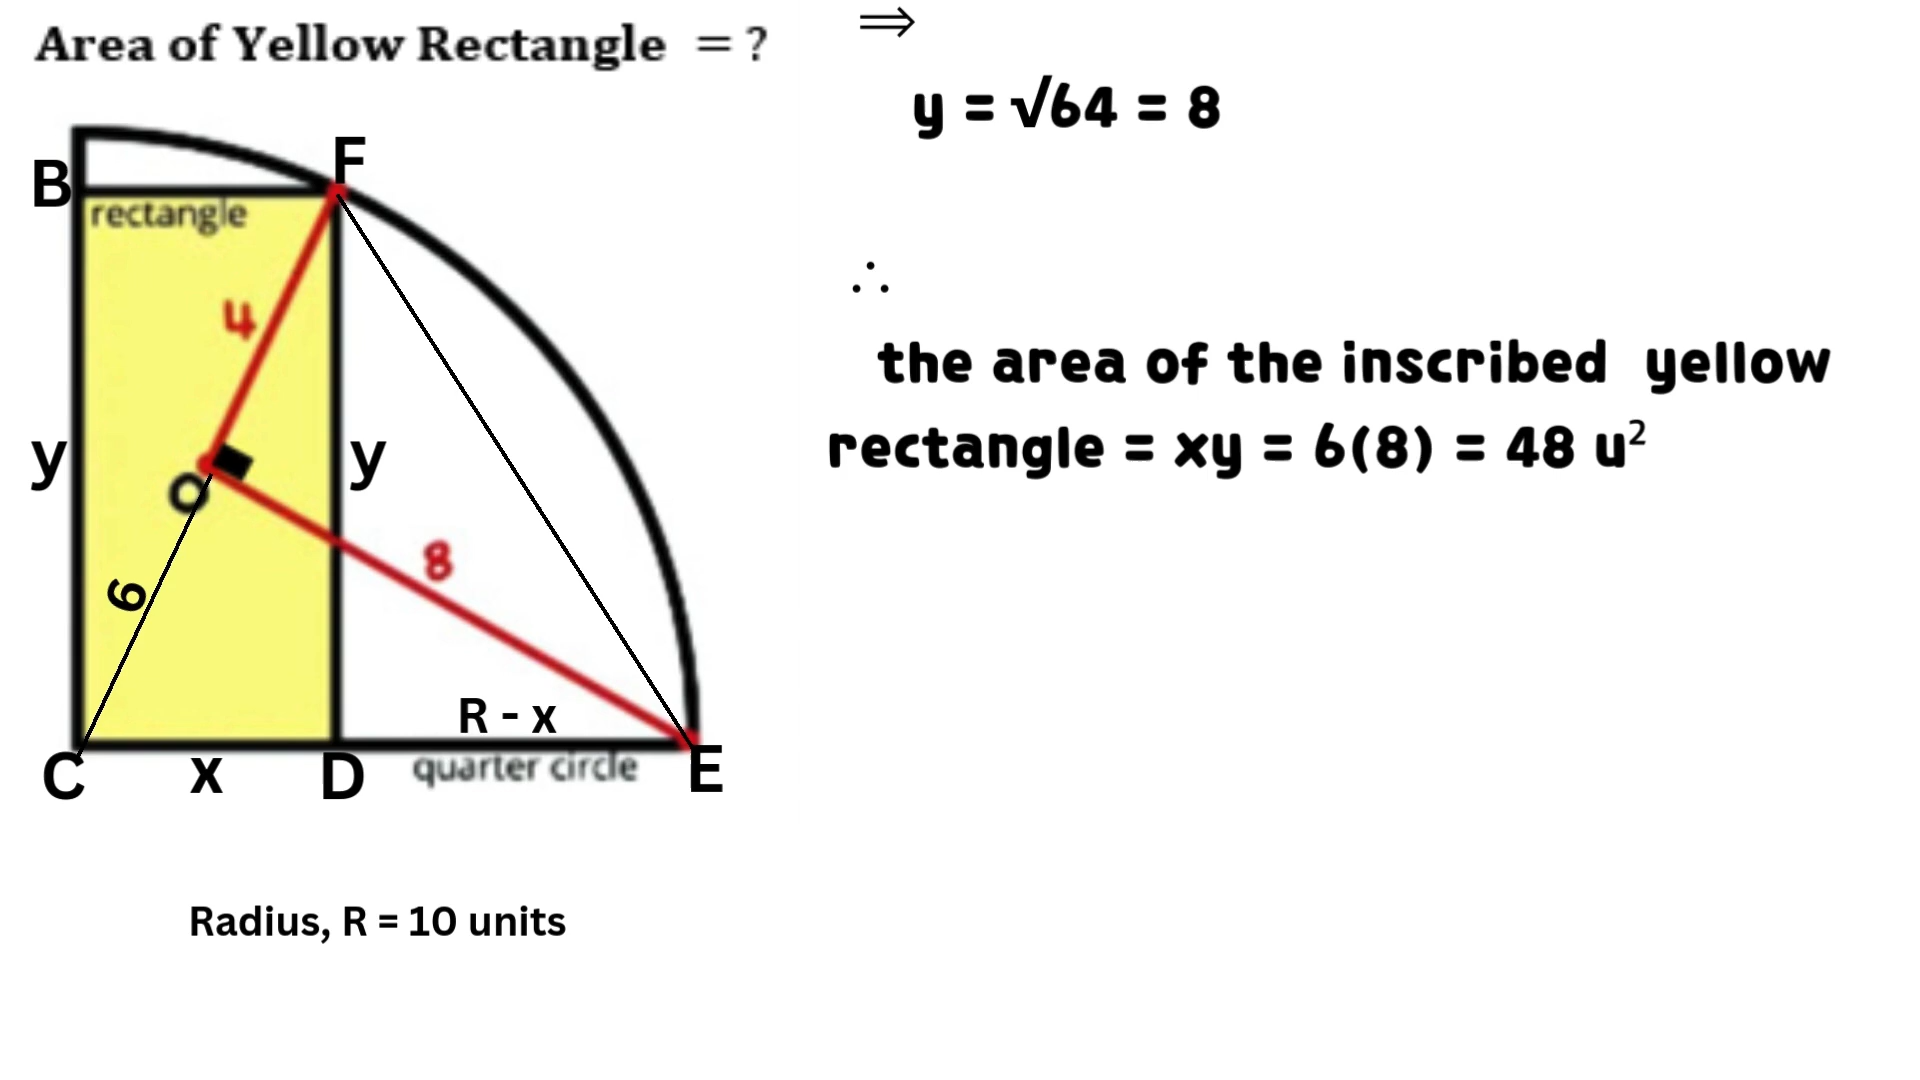 Area of Yellow Rectangle = ?
⟹
y = √64 = 8
B
F
rectangle
4
∴
the area of the inscribed yellow
rectangle = xy = 6(8) = 48 u²
y
y
O
8
6
R - x
C
x
D
quarter circle
E
Radius, R = 10 units